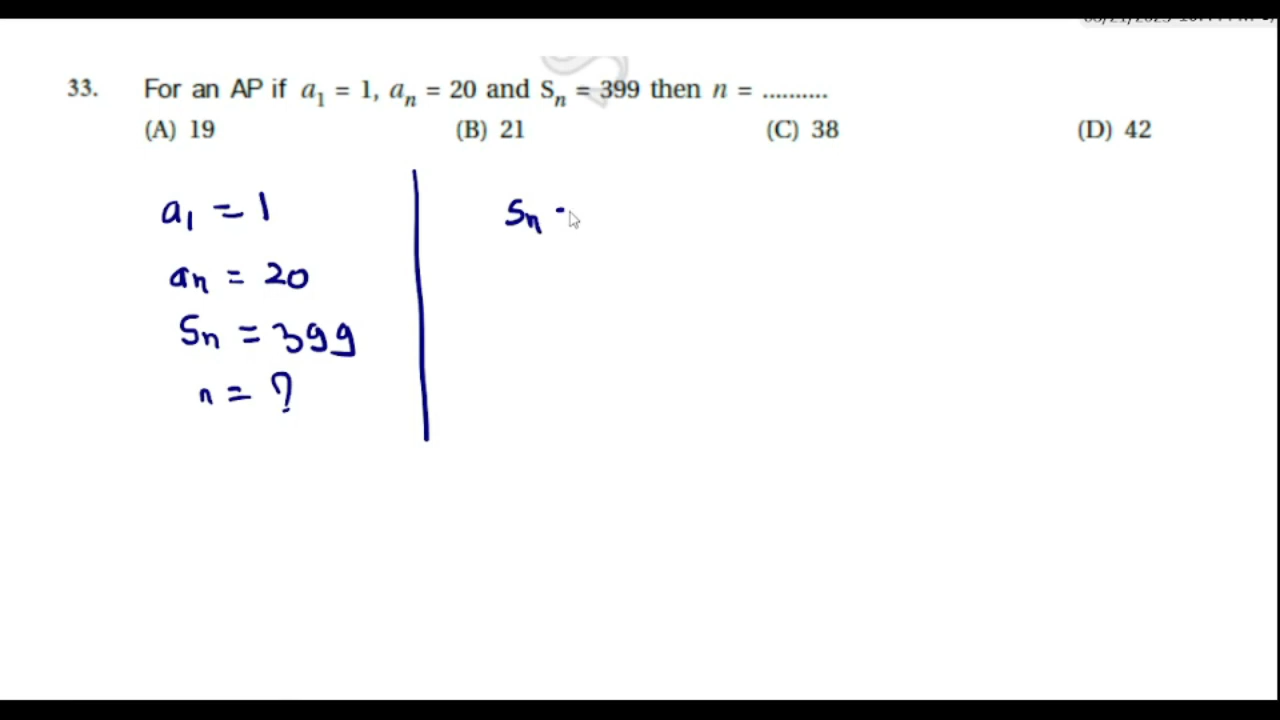 33. For an AP if a₁ = 1, aₙ = 20 and Sₙ = 399 then n = ..........
(A) 19 (B) 21 (C) 38 (D) 42
a₁ = 1
aₙ = 20
Sₙ = 399
n = ?
Sₙ =